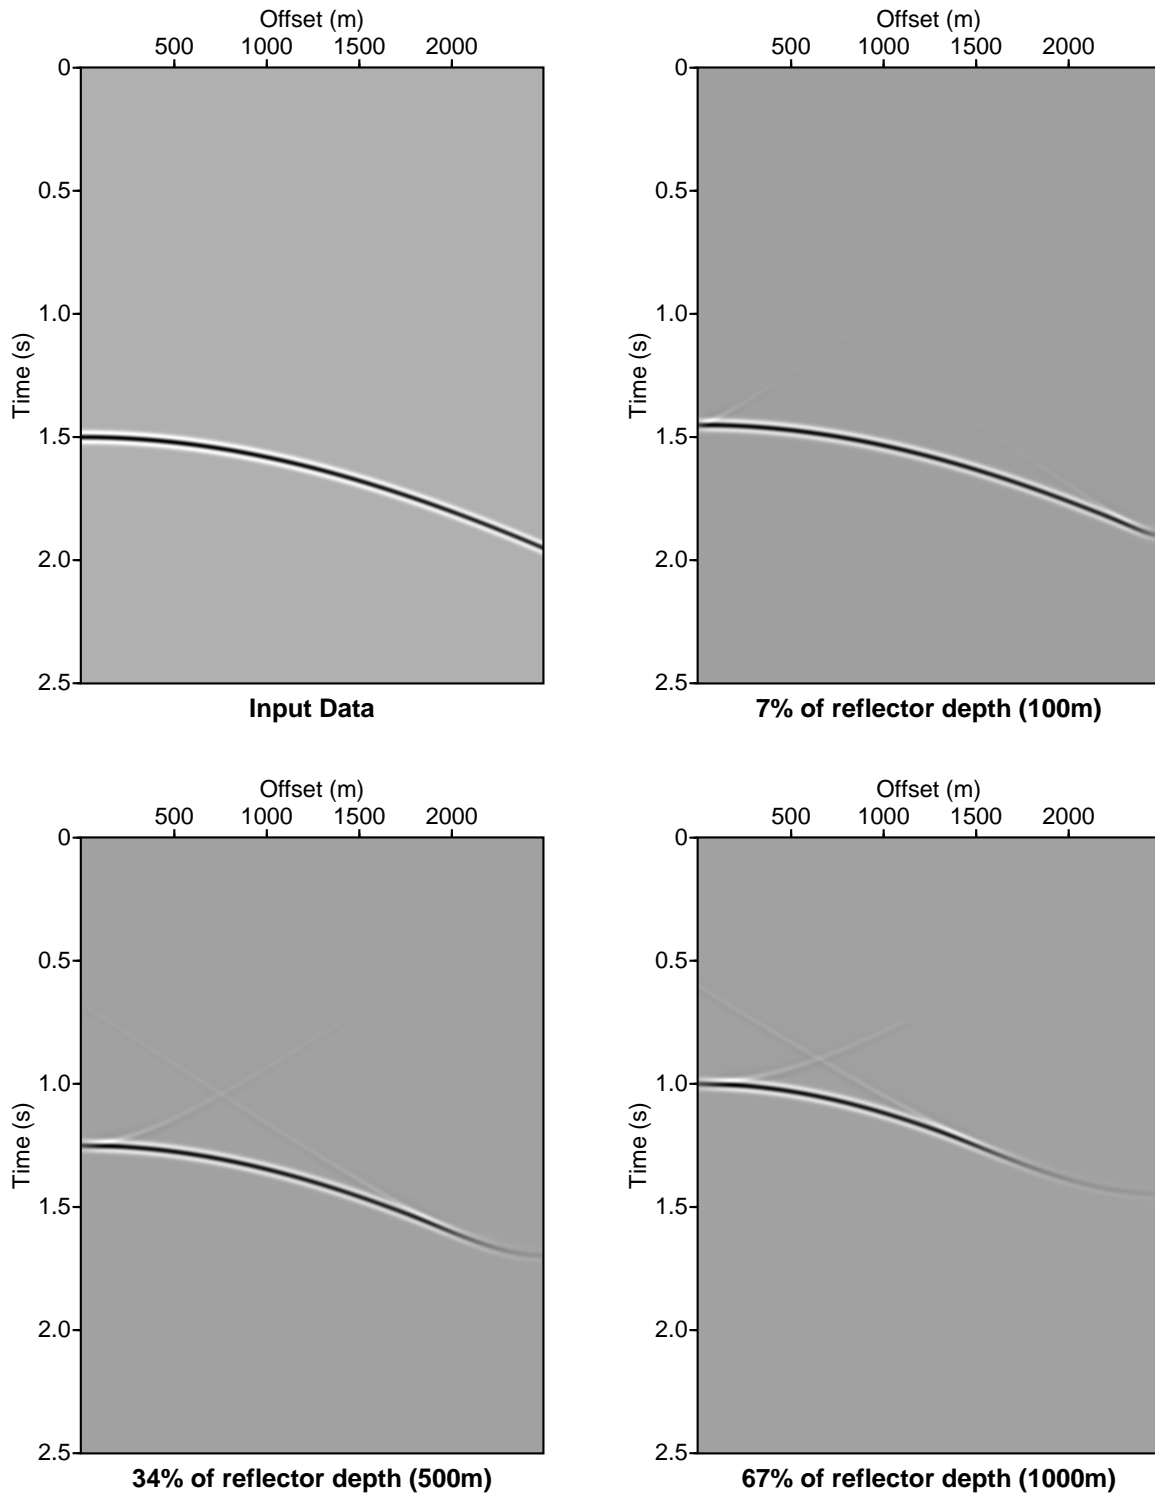 Offset (m)
500 1000 1500 2000
0
0.5
1.0
1.5
2.0
2.5
Time (s)
Input Data
Offset (m)
500 1000 1500 2000
0
0.5
1.0
1.5
2.0
2.5
Time (s)
7% of reflector depth (100m)
Offset (m)
500 1000 1500 2000
0
0.5
1.0
1.5
2.0
2.5
Time (s)
34% of reflector depth (500m)
Offset (m)
500 1000 1500 2000
0
0.5
1.0
1.5
2.0
2.5
Time (s)
67% of reflector depth (1000m)